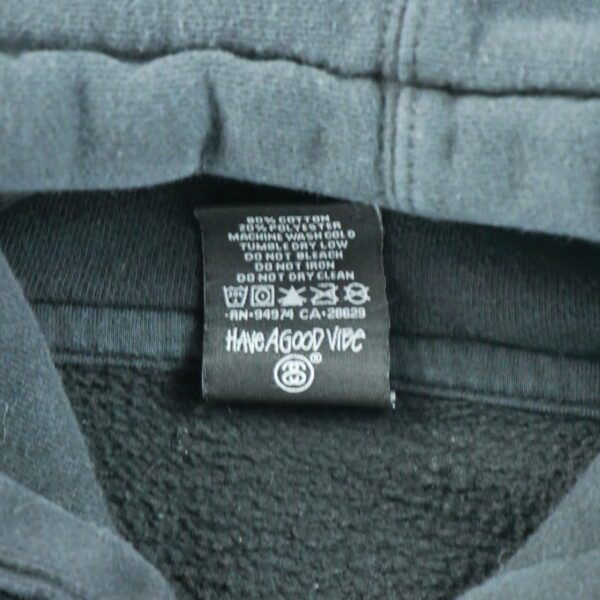 80% COTTON
20% POLYESTER
MACHINE WASH COLD
TUMBLE DRY LOW
DO NOT BLEACH
DO NOT IRON
DO NOT DRY CLEAN
·RN·94974 CA·28629
HAVE A GOOD VIBE
®